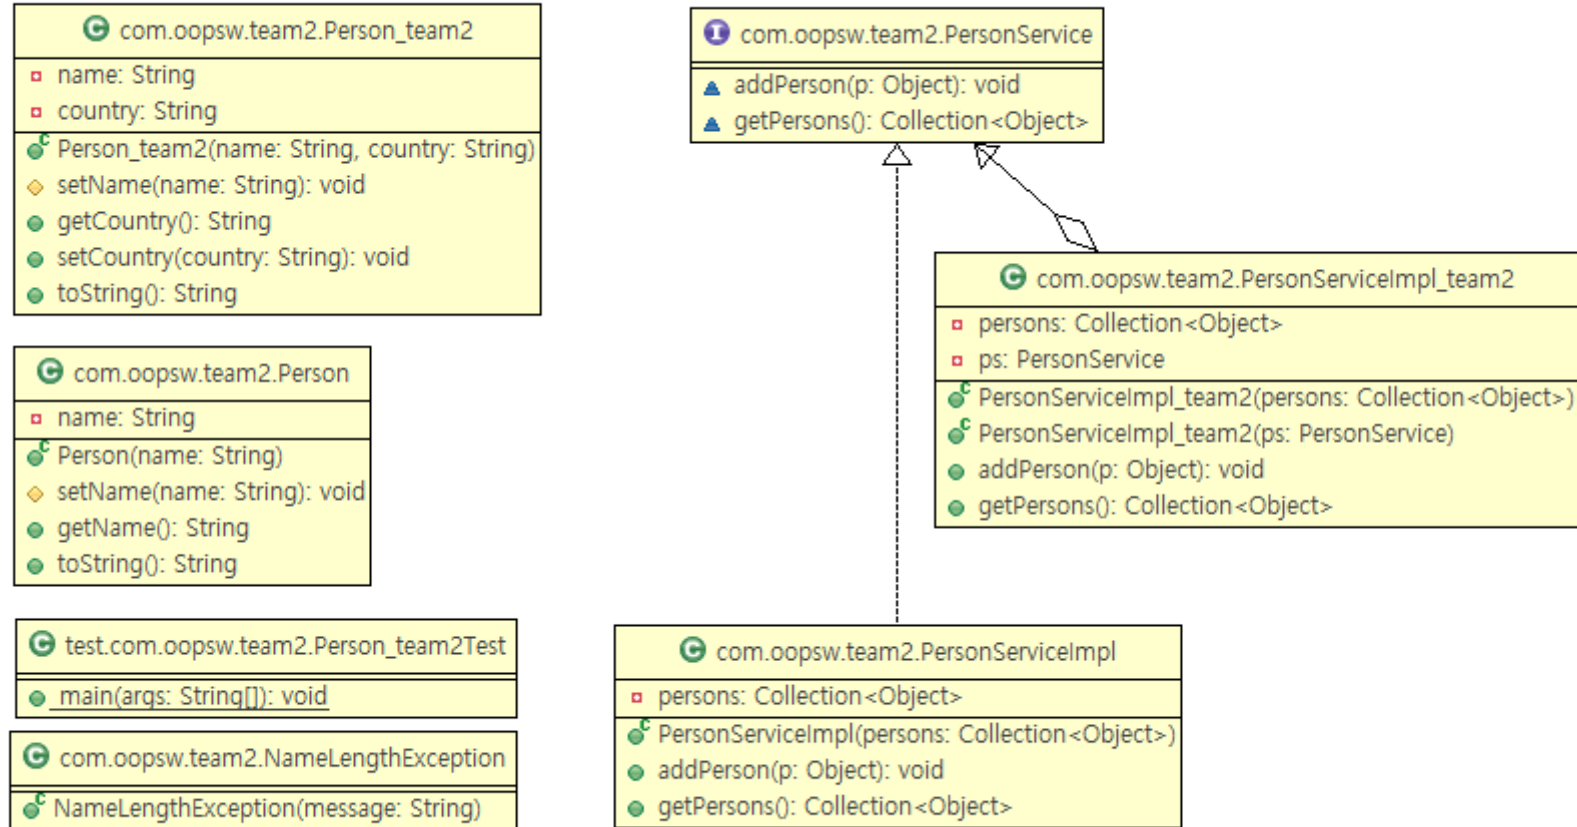 com.oopsw.team2.Person_team2
name: String
country: String
Person_team2(name: String, country: String)
setName(name: String): void
getCountry(): String
setCountry(country: String): void
toString(): String
com.oopsw.team2.Person
name: String
Person(name: String)
setName(name: String): void
getName(): String
toString(): String
test.com.oopsw.team2.Person_team2Test
main(args: String[]): void
com.oopsw.team2.NameLengthException
NameLengthException(message: String)
com.oopsw.team2.PersonService
addPerson(p: Object): void
getPersons(): Collection<Object>
com.oopsw.team2.PersonServiceImpl_team2
persons: Collection<Object>
ps: PersonService
PersonServiceImpl_team2(persons: Collection<Object>)
PersonServiceImpl_team2(ps: PersonService)
addPerson(p: Object): void
getPersons(): Collection<Object>
com.oopsw.team2.PersonServiceImpl
persons: Collection<Object>
PersonServiceImpl(persons: Collection<Object>)
addPerson(p: Object): void
getPersons(): Collection<Object>